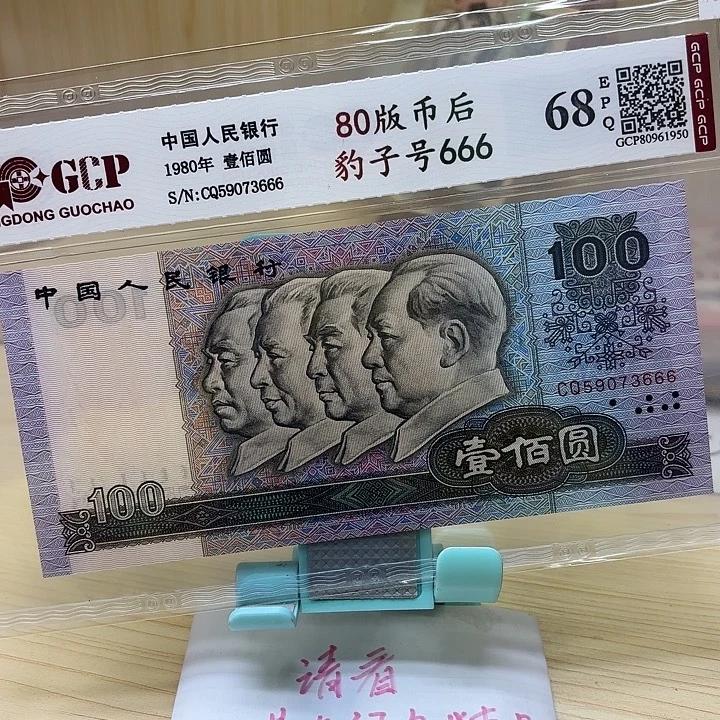 GCP
GDONG GUOCHAO
中国人民银行
1980年 壹佰圆
S/N:CQ59073666
80版币后
豹子号666
68
EPQ
GCP80961950
GCP GCP GCP
中国人民银行
100
CQ59073666
壹佰圆
100
请看